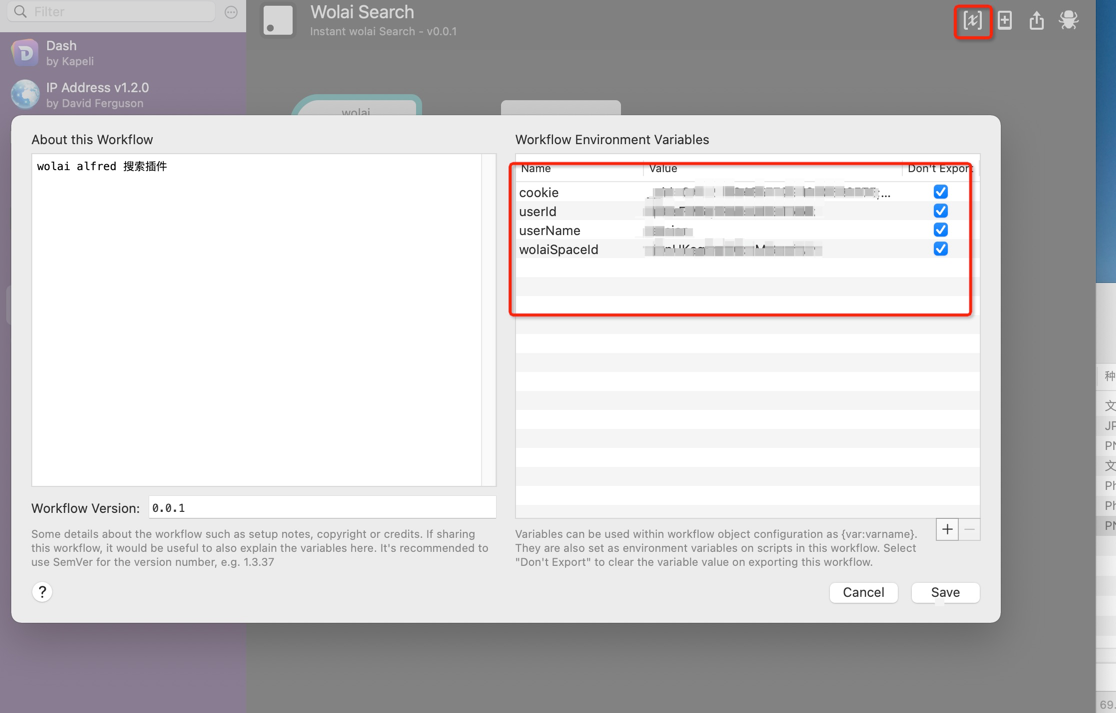 Filter
Wolai Search
Instant wolai Search - v0.0.1
Dash
by Kapeli
IP Address v1.2.0
by David Ferguson
wolai
About this Workflow
wolai alfred 搜索插件
Workflow Version: 0.0.1
Some details about the workflow such as setup notes, copyright or credits. If sharing
this workflow, it would be useful to also explain the variables here. It's recommended to
use SemVer for the version number, e.g. 1.3.37
?
Workflow Environment Variables
Name Value Don't Export
cookie
userId
userName
wolaiSpaceId
+ −
Variables can be used within workflow object configuration as {var:varname}.
They are also set as environment variables on scripts in this workflow. Select
"Don't Export" to clear the variable value on exporting this workflow.
Cancel Save
种
文
JP
PN
文
Ph
Ph
PN
69.